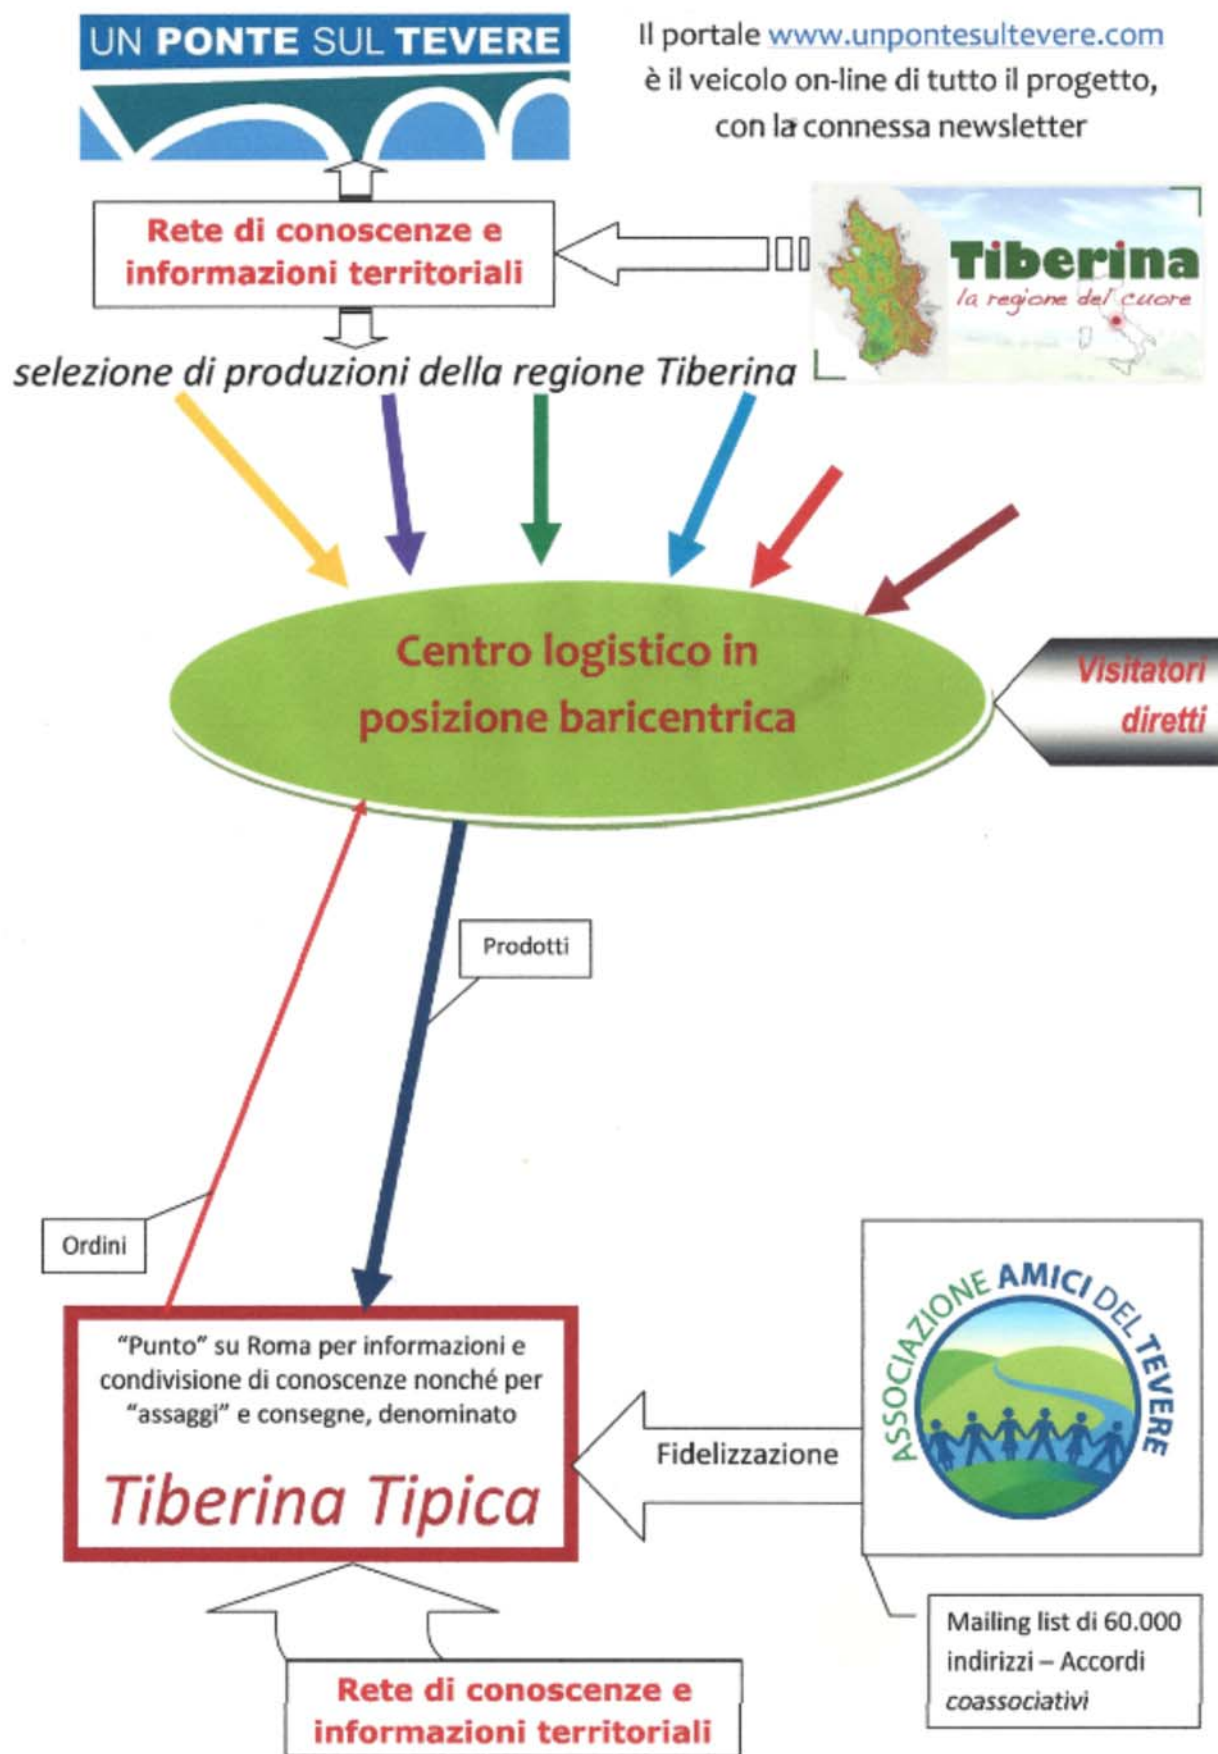 UN PONTE SUL TEVERE
Il portale www.unpontesultevere.com
è il veicolo on-line di tutto il progetto,
con la connessa newsletter
Rete di conoscenze e
informazioni territoriali
Tiberina
la regione del cuore
selezione di produzioni della regione Tiberina
Centro logistico in
posizione baricentrica
Visitatori
diretti
Prodotti
Ordini
"Punto" su Roma per informazioni e
condivisione di conoscenze nonché per
"assaggi" e consegne, denominato
Tiberina Tipica
Fidelizzazione
ASSOCIAZIONE AMICI DEL TEVERE
Mailing list di 60.000
indirizzi – Accordi
coassociativi
Rete di conoscenze e
informazioni territoriali